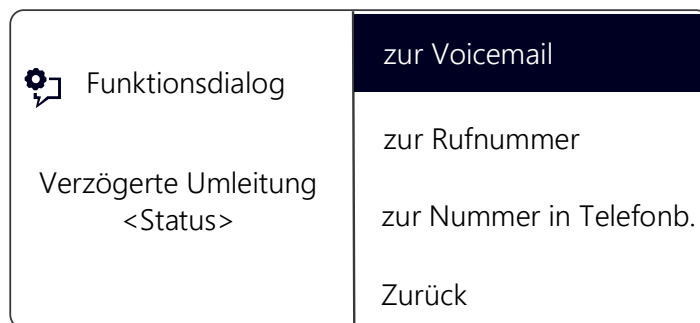 Funktionsdialog
Verzögerte Umleitung
<Status>
zur Voicemail
zur Rufnummer
zur Nummer in Telefonb.
Zurück